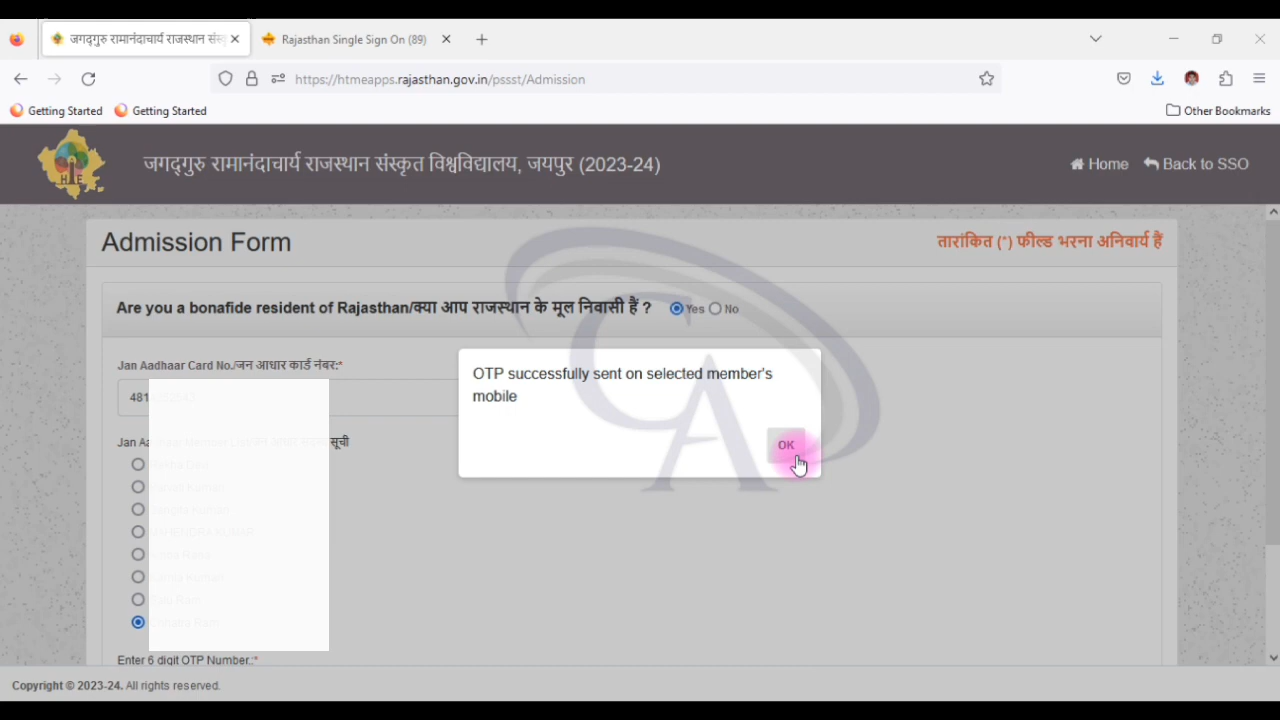 जगद्गुरु रामानंदाचार्य राजस्थान संस्
Rajasthan Single Sign On (89)
https://htmeapps.rajasthan.gov.in/pssst/Admission
Getting Started
Getting Started
Other Bookmarks
HTE
जगद्गुरु रामानंदाचार्य राजस्थान संस्कृत विश्वविद्यालय, जयपुर (2023-24)
Home
Back to SSO
Admission Form
तारांकित (*) फील्ड भरना अनिवार्य हैं
Are you a bonafide resident of Rajasthan/क्या आप राजस्थान के मूल निवासी हैं ?
Yes No
Jan Aadhaar Card No./जन आधार कार्ड नंबर:*
OTP successfully sent on selected member's
mobile
OK
CA
Jan सूची
Enter 6 digit OTP Number.:*
Copyright © 2023-24. All rights reserved.